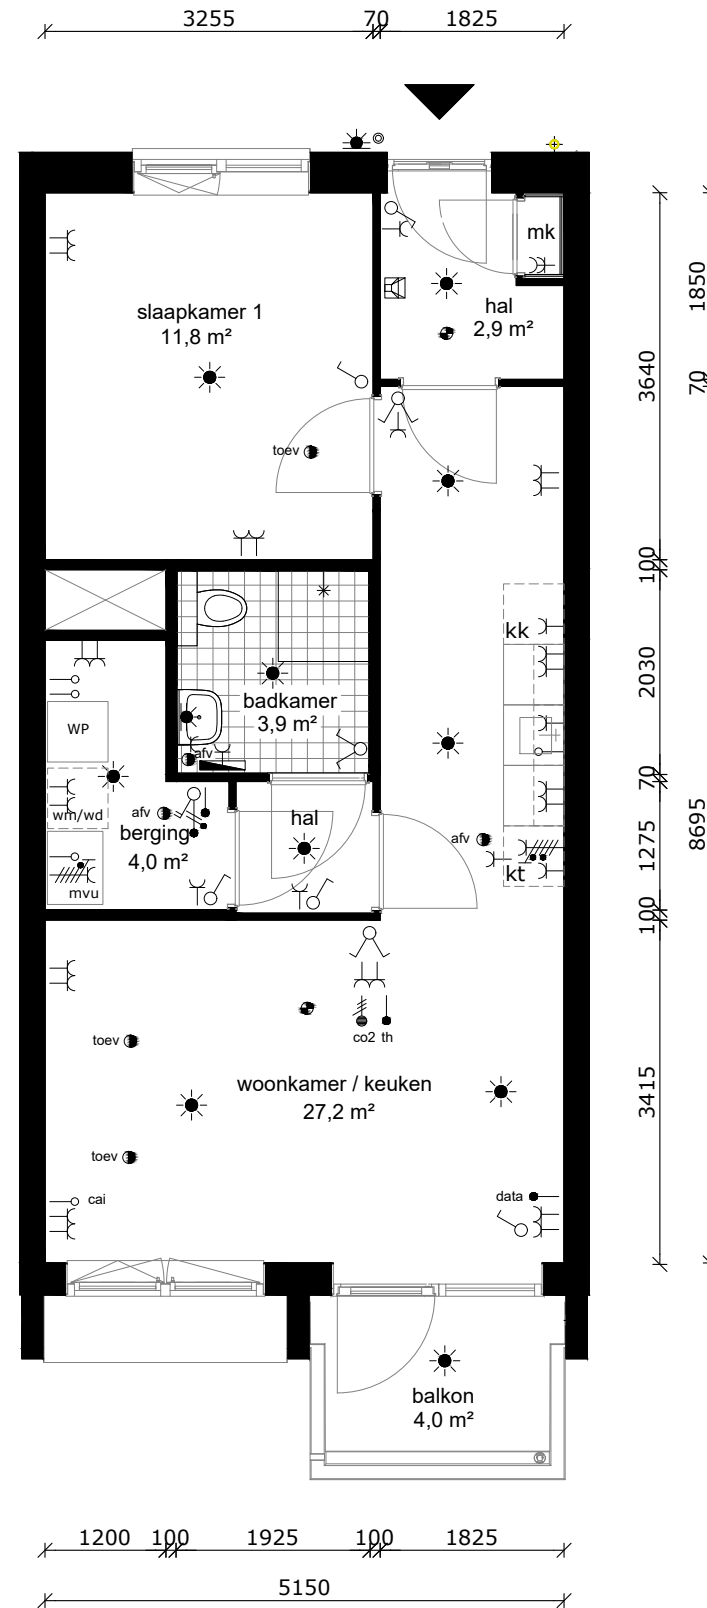 3255 70 1825
mk
slaapkamer 1
11,8 m²
hal
2,9 m²
1850
3640
70
toev
100
kk
2030
badkamer
3,9 m²
WP
afv
70
wm/wd
afv
hal
berging
4,0 m²
afv
1275
8695
mvu
kt
100
co2 th
toev
woonkamer / keuken
27,2 m²
3415
toev
cai
data
balkon
4,0 m²
1200 100 1925 100 1825
5150